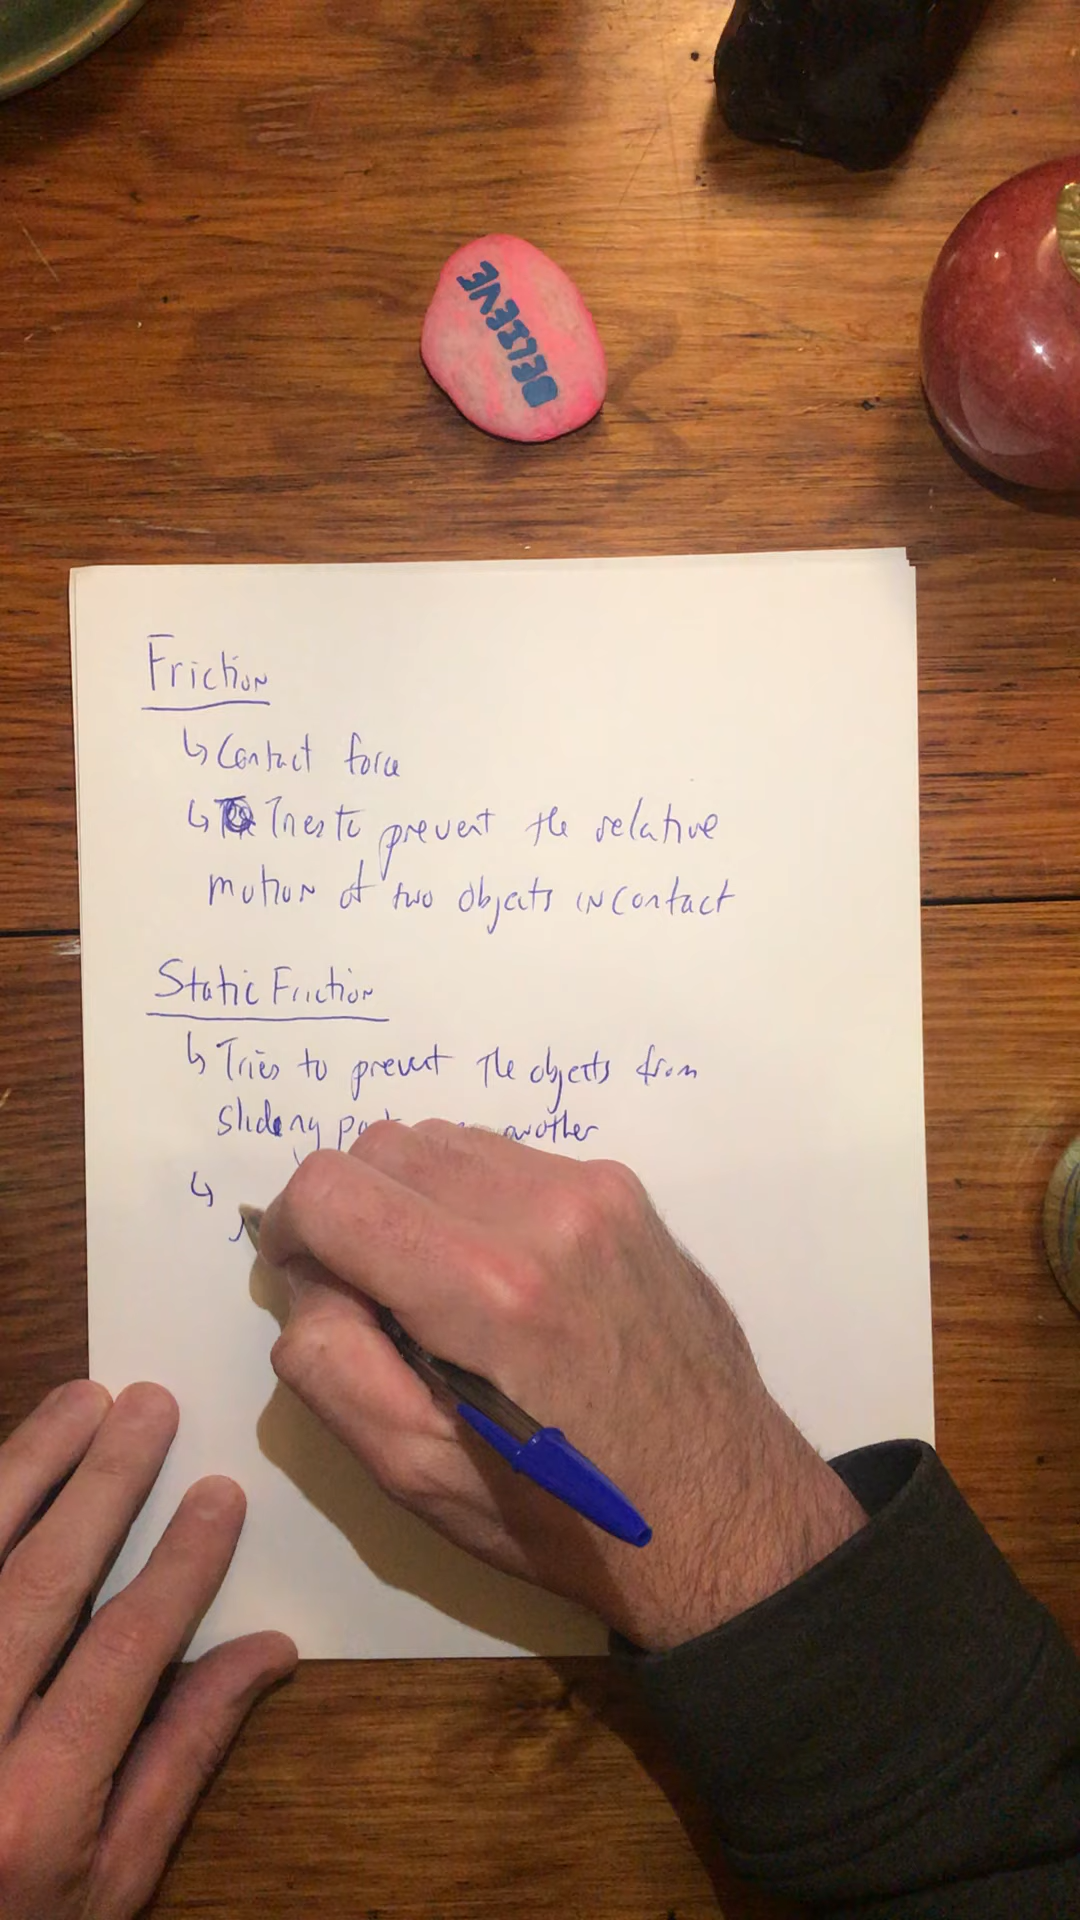 BELIEVE
Friction
↳ Contact force
↳ Tries to prevent the relative
motion of two objects in contact
Static Friction
↳ Tries to prevent the objects from
sliding another
↳